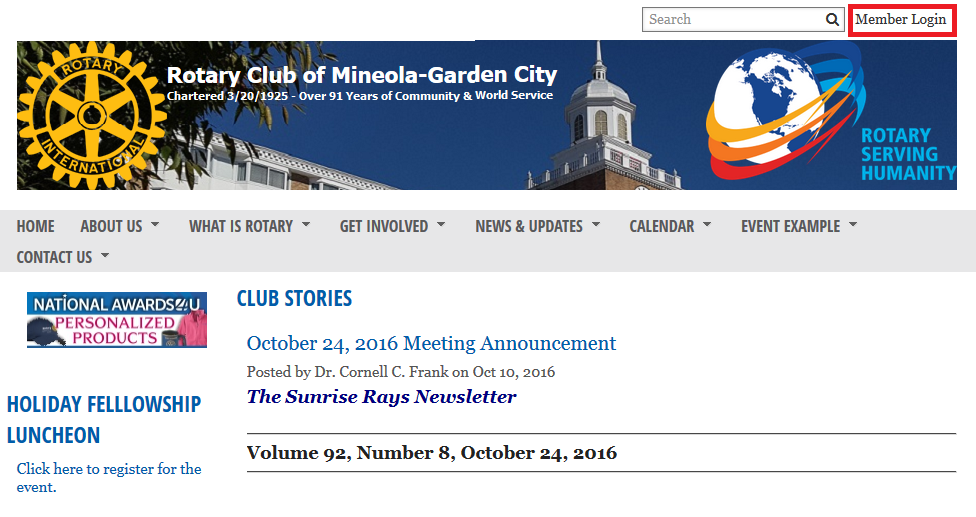 Search
Member Login
ROTARY
INTERNATIONAL
Rotary Club of Mineola-Garden City
Chartered 3/20/1925 - Over 91 Years of Community & World Service
ROTARY
SERVING
HUMANITY
HOME
ABOUT US
WHAT IS ROTARY
GET INVOLVED
NEWS & UPDATES
CALENDAR
EVENT EXAMPLE
CONTACT US
NATIONAL AWARDS4U
PERSONALIZED
PRODUCTS
HOLIDAY FELLLOWSHIP
LUNCHEON
Click here to register for the
event.
CLUB STORIES
October 24, 2016 Meeting Announcement
Posted by Dr. Cornell C. Frank on Oct 10, 2016
The Sunrise Rays Newsletter
Volume 92, Number 8, October 24, 2016